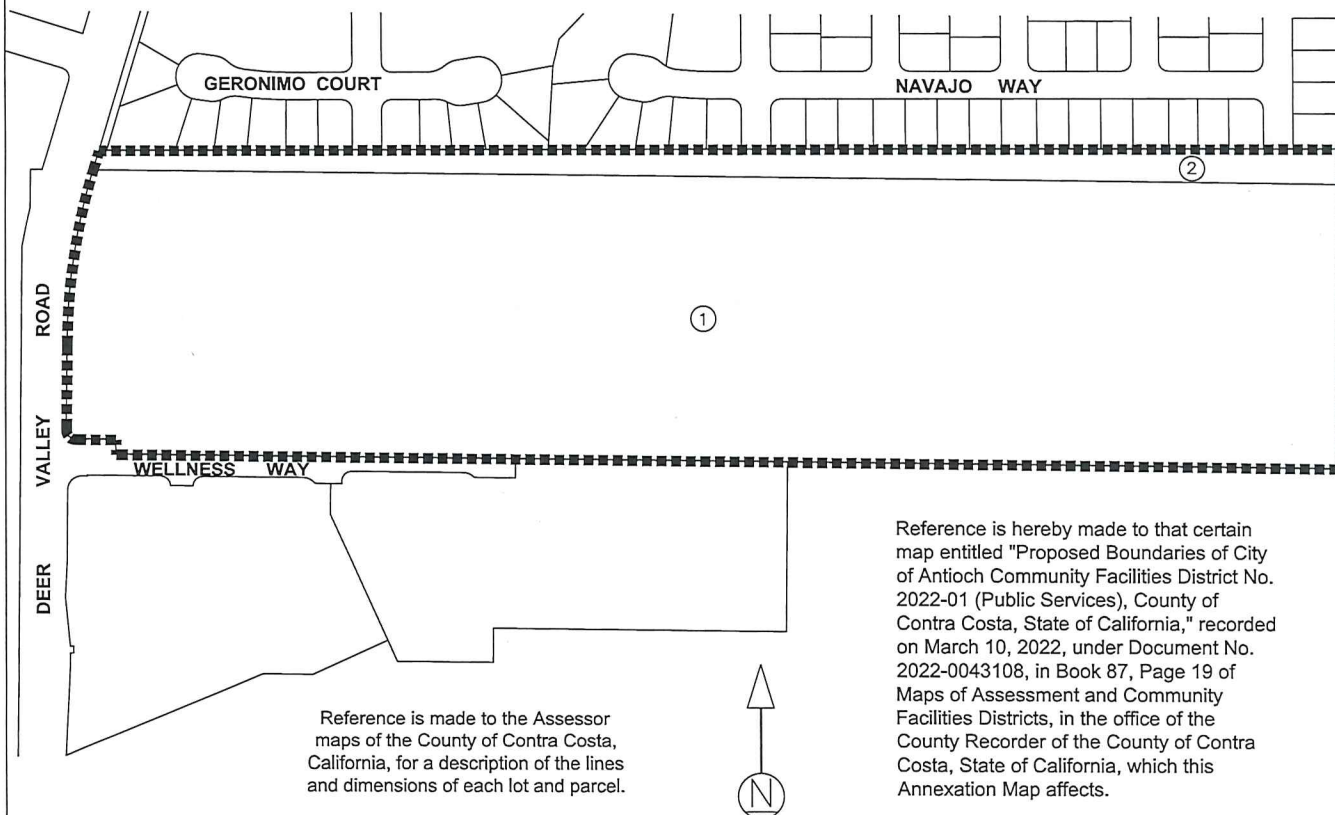 GERONIMO COURT
NAVAJO WAY
2
1
DEER VALLEY ROAD
WELLNESS WAY
Reference is hereby made to that certain
map entitled "Proposed Boundaries of City
of Antioch Community Facilities District No.
2022-01 (Public Services), County of
Contra Costa, State of California," recorded
on March 10, 2022, under Document No.
2022-0043108, in Book 87, Page 19 of
Maps of Assessment and Community
Facilities Districts, in the office of the
County Recorder of the County of Contra
Costa, State of California, which this
Annexation Map affects.
Reference is made to the Assessor
maps of the County of Contra Costa,
California, for a description of the lines
and dimensions of each lot and parcel.
N